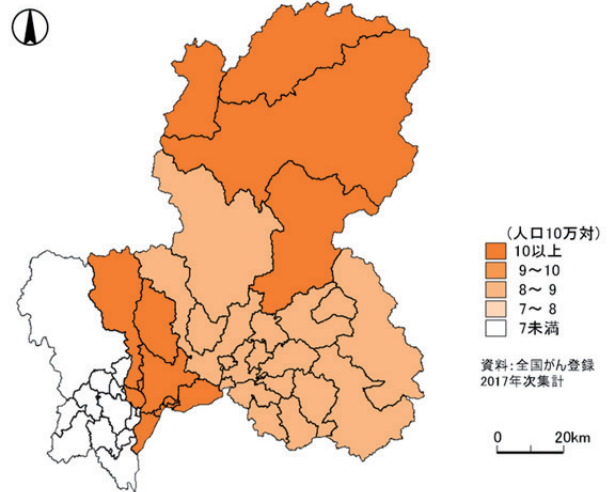 (人口10万対)
10以上
9～10
8～ 9
7～ 8
7未満
資料:全国がん登録
2017年次集計
0 20km